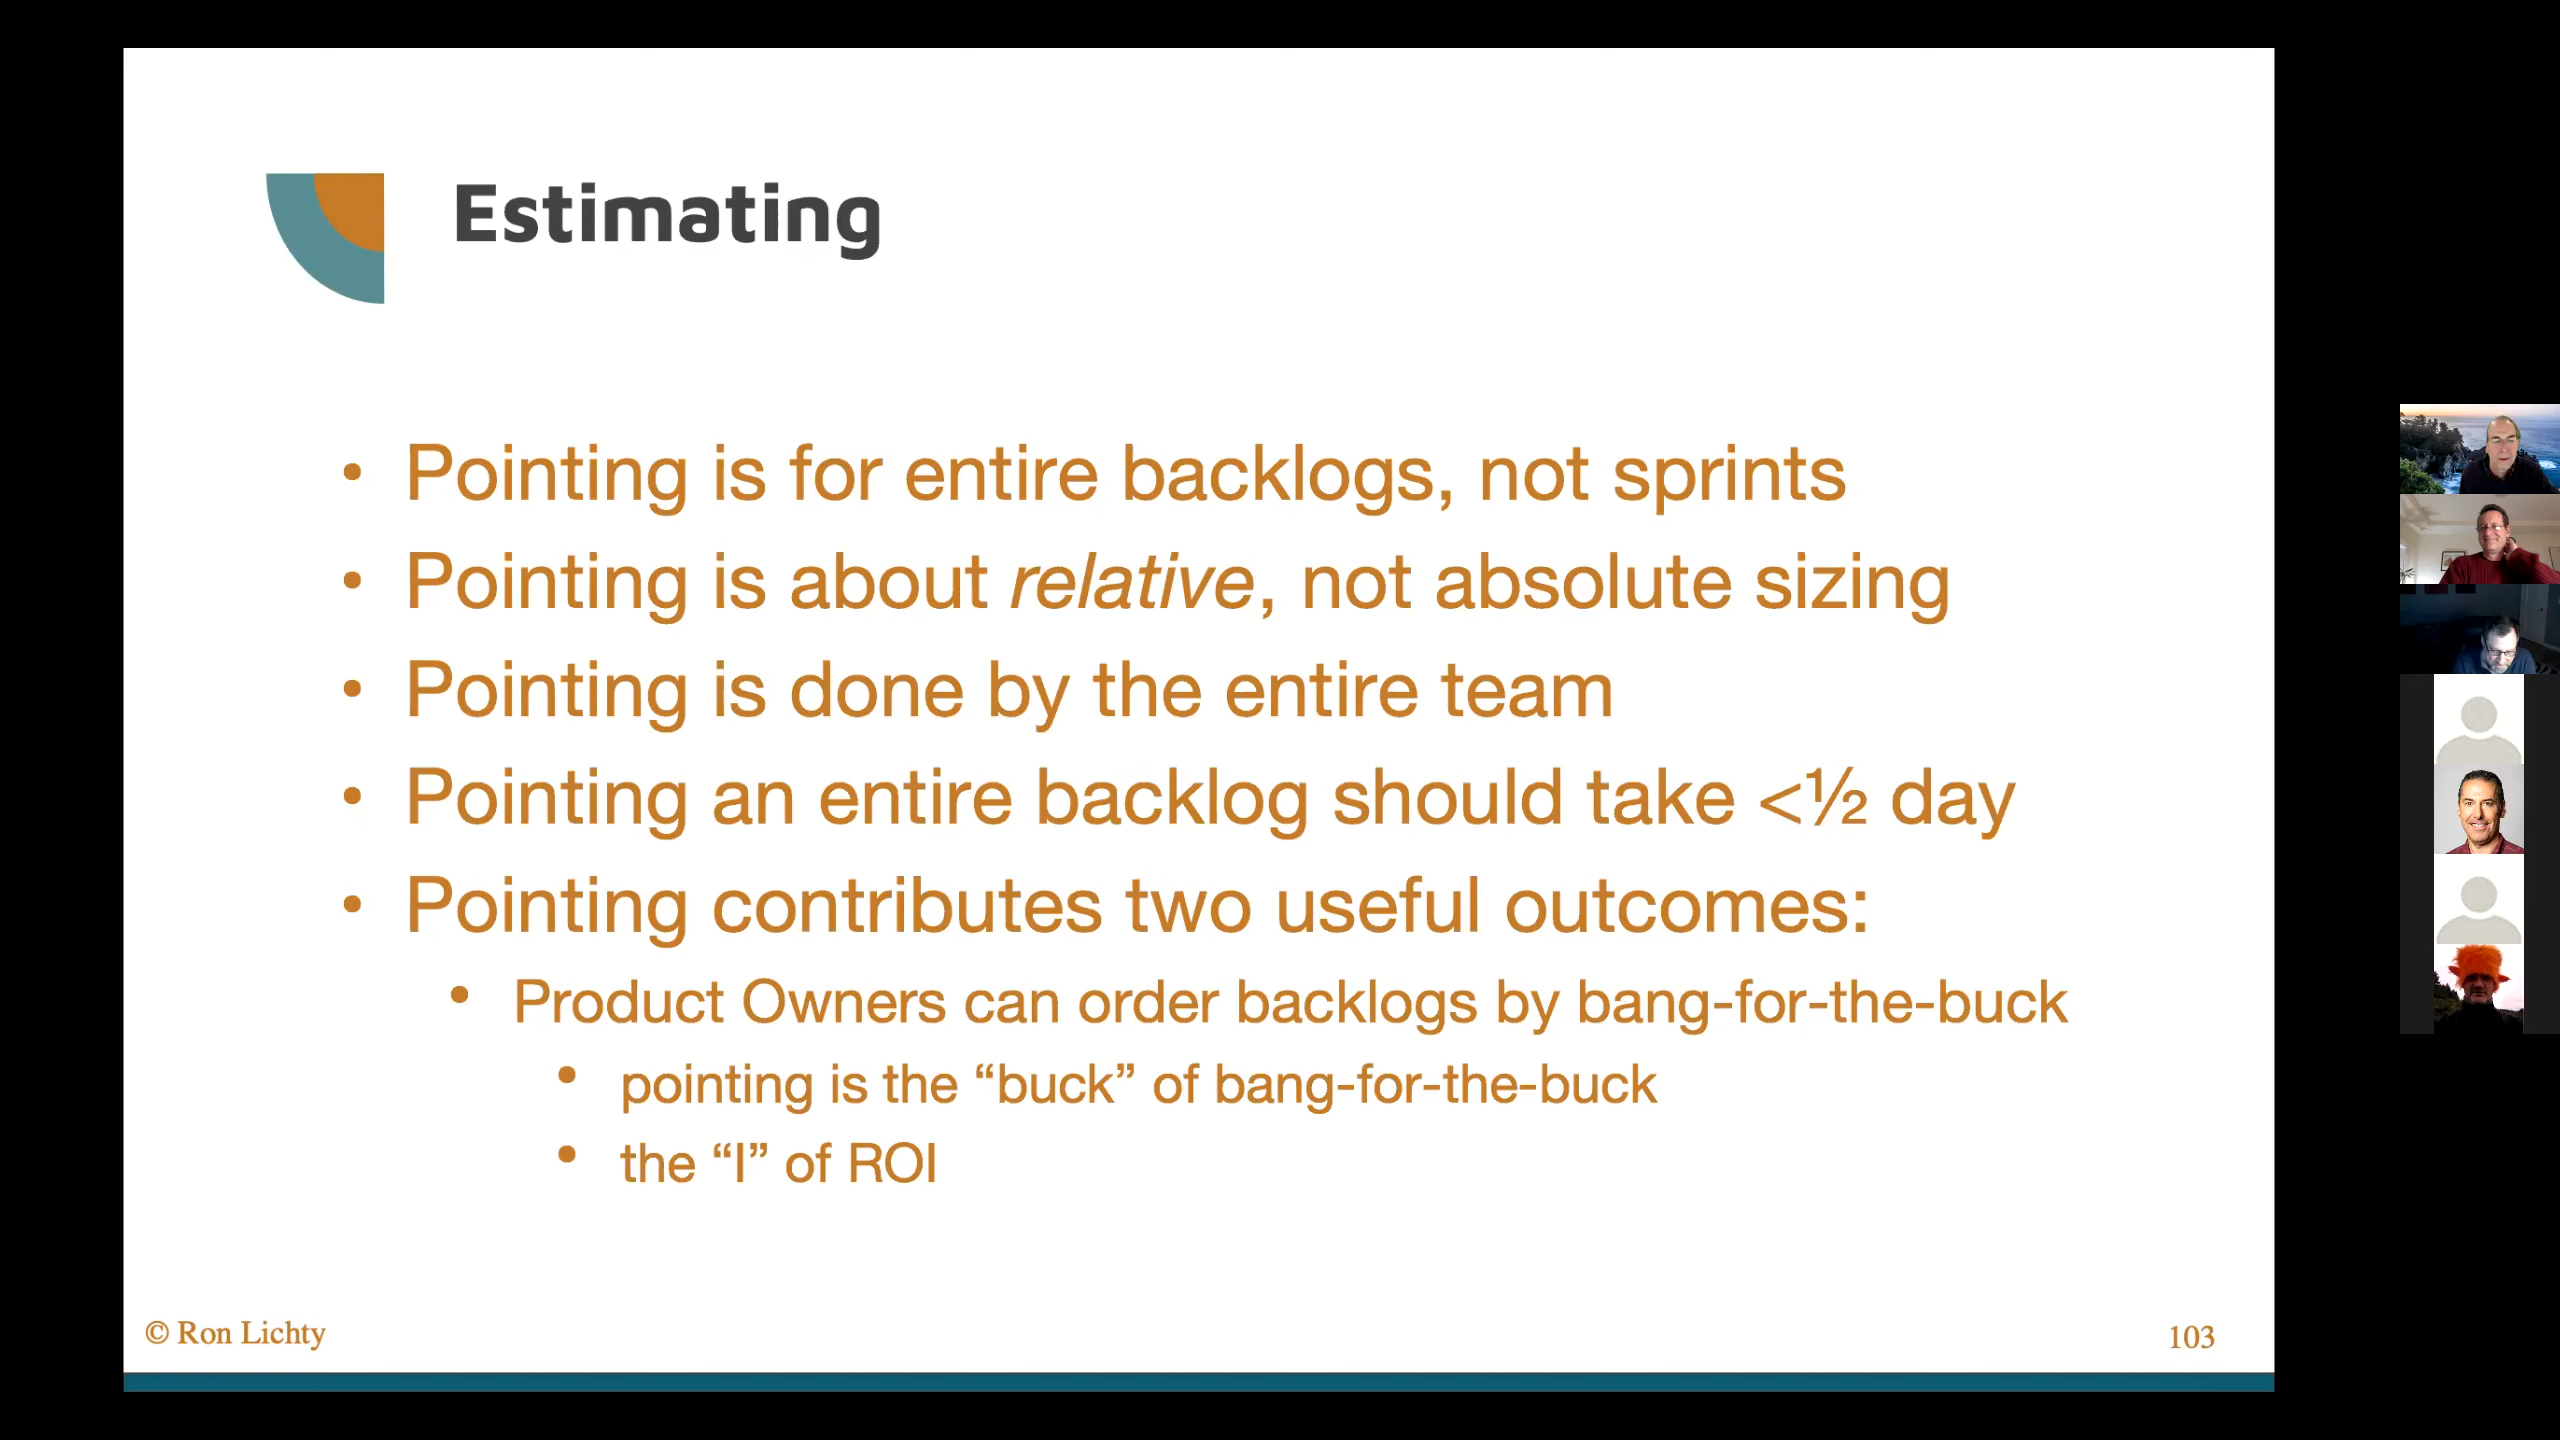 Estimating
• Pointing is for entire backlogs, not sprints
• Pointing is about relative, not absolute sizing
• Pointing is done by the entire team
• Pointing an entire backlog should take <½ day
• Pointing contributes two useful outcomes:
• Product Owners can order backlogs by bang-for-the-buck
• pointing is the “buck” of bang-for-the-buck
• the “I” of ROI
© Ron Lichty
103